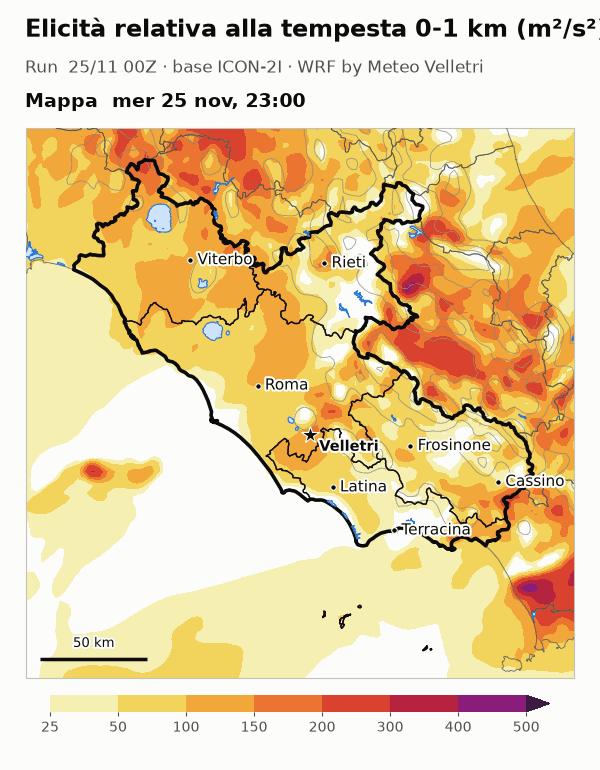 Elicità relativa alla tempesta 0-1 km (m²/s²)
Run 25/11 00Z · base ICON-2I · WRF by Meteo Velletri
Mappa mer 25 nov, 23:00
Viterbo
Rieti
Roma
Velletri
Frosinone
Cassino
Latina
Terracina
50 km
25 50 100 150 200 300 400 500